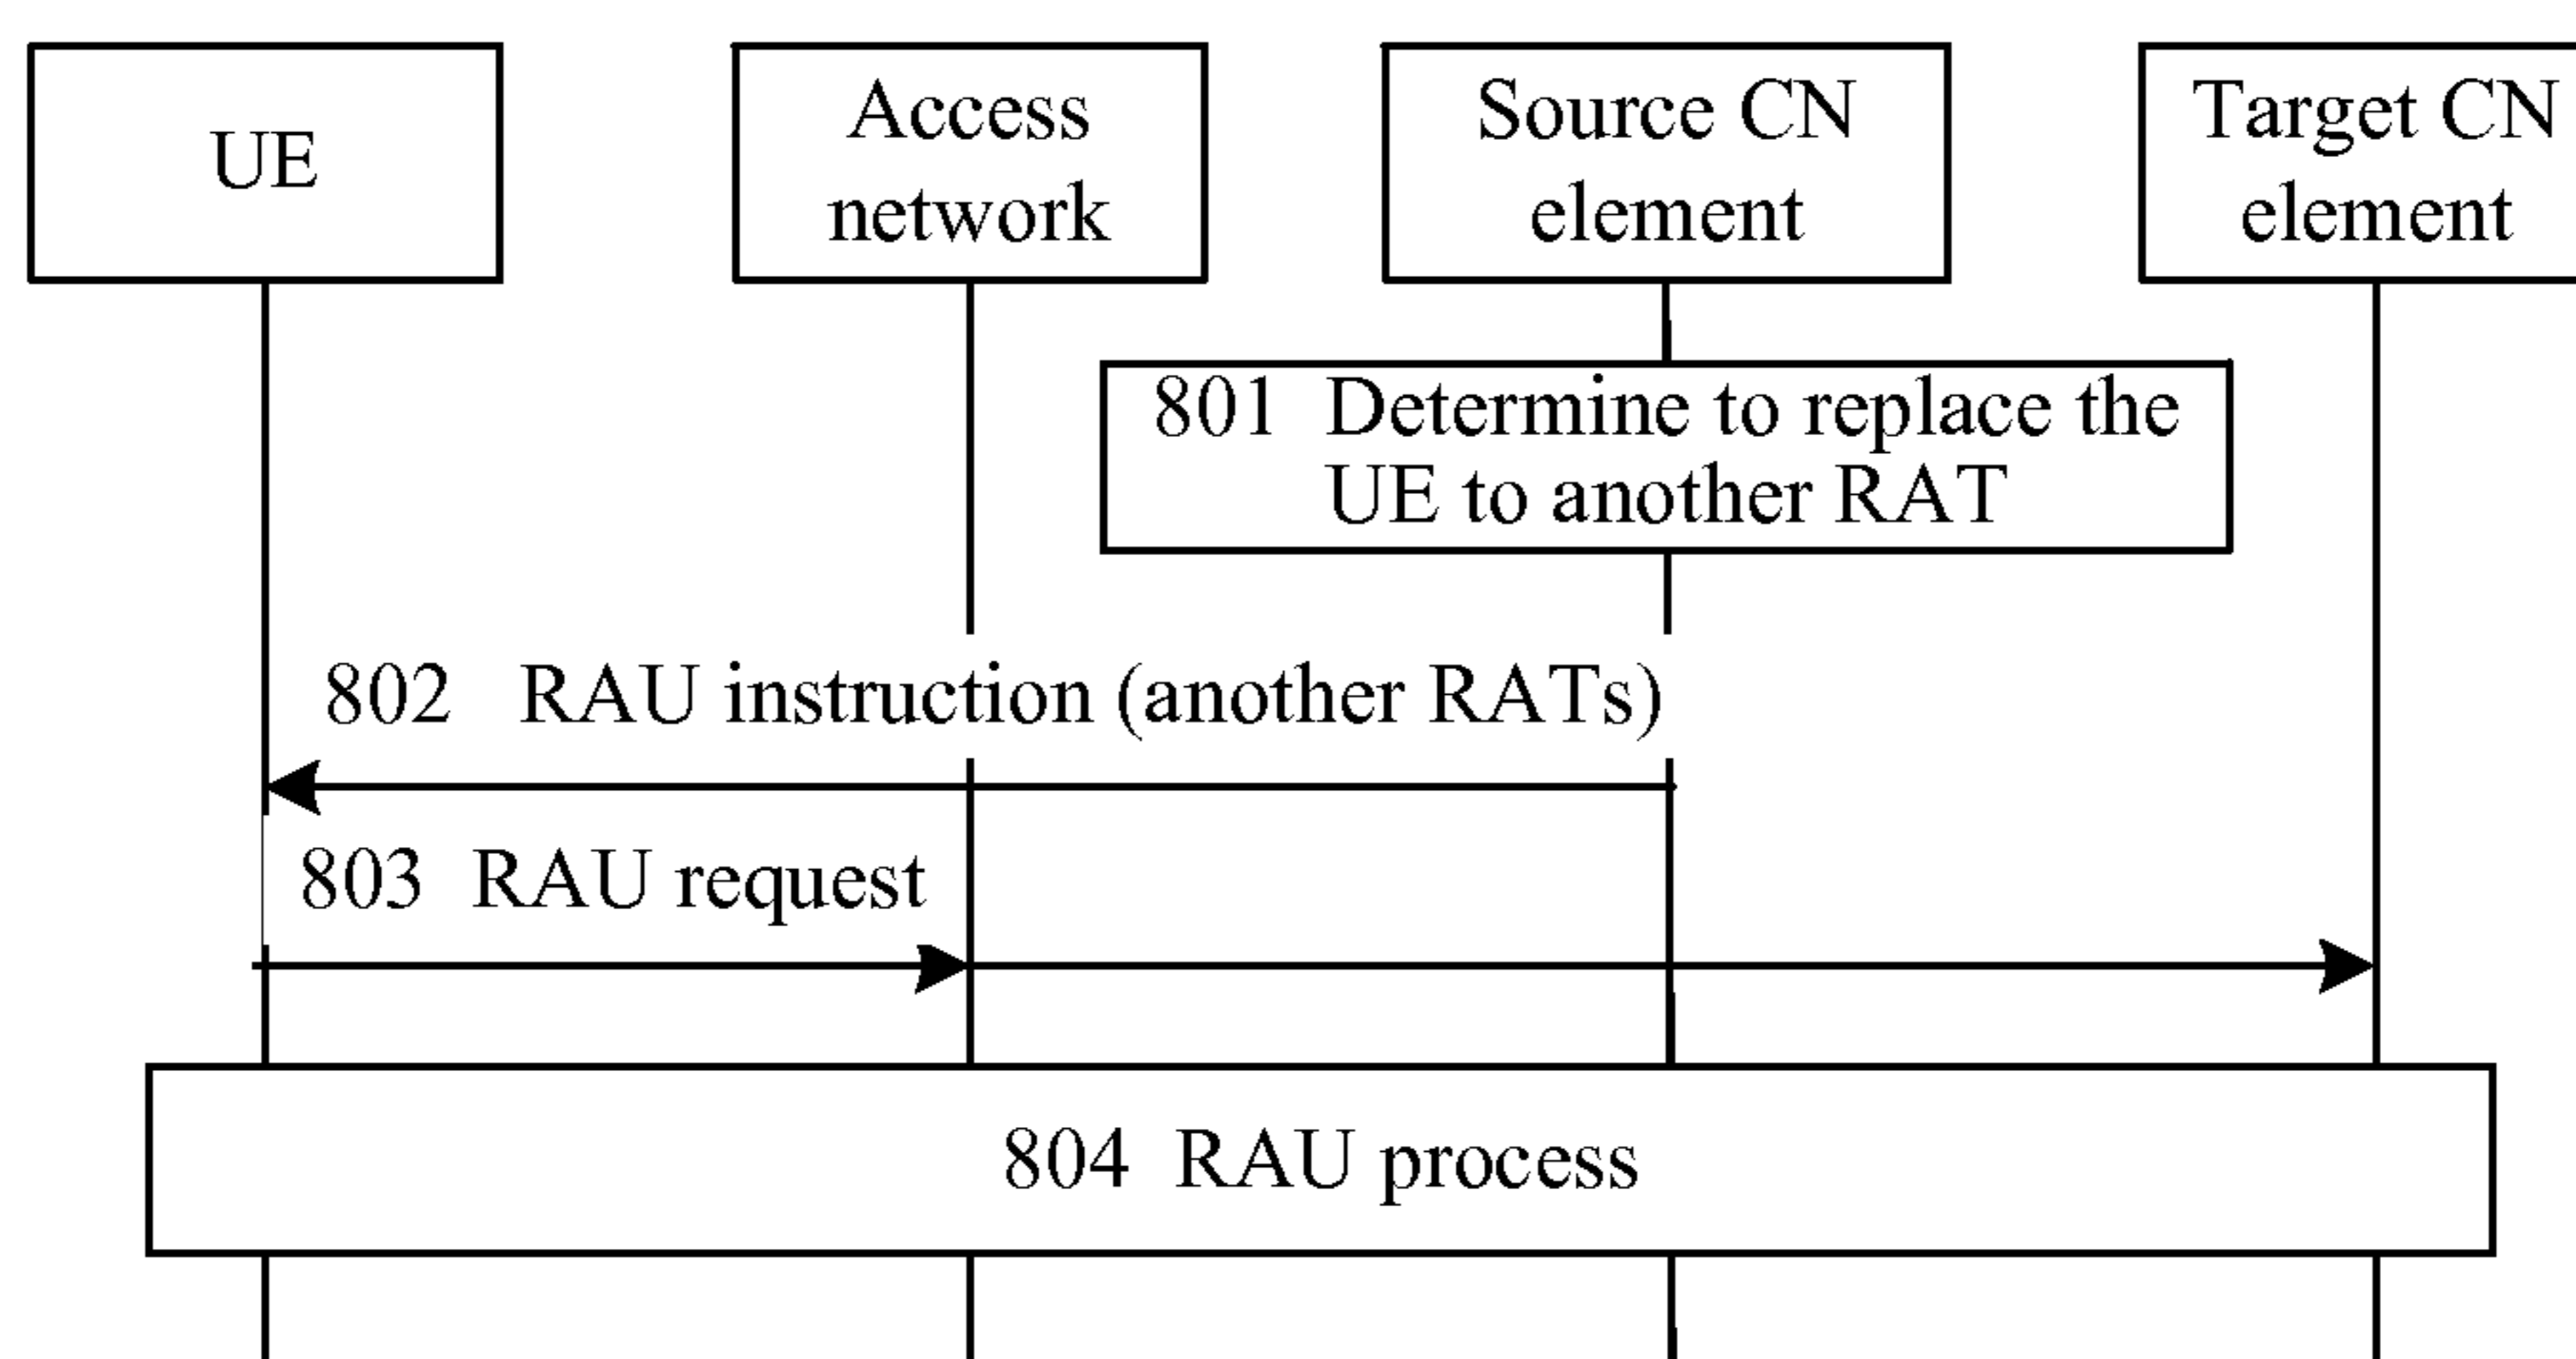 UE
Access
network
Source CN
element
Target CN
element
801 Determine to replace the
UE to another RAT
802 RAU instruction (another RATs)
803 RAU request
804 RAU process